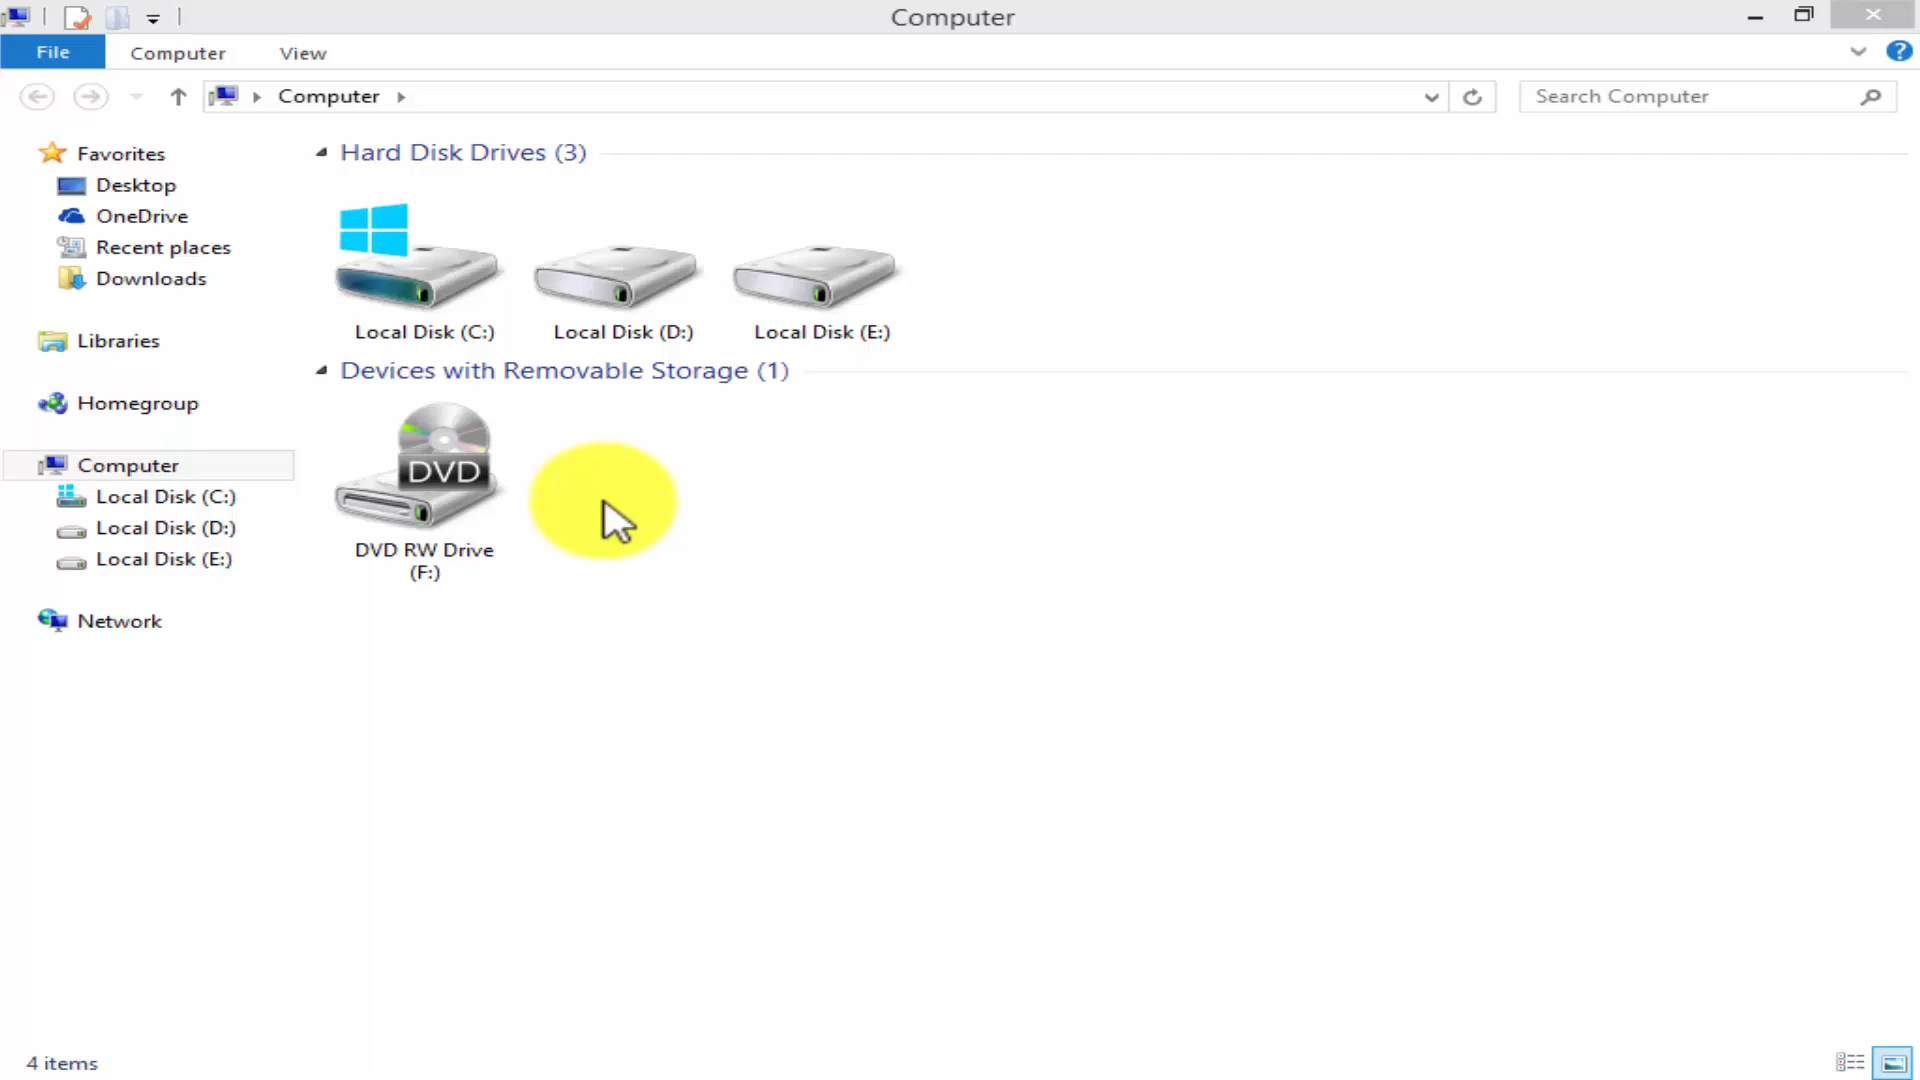 Computer
File Computer View
Computer
Search Computer
Favorites
Desktop
OneDrive
Recent places
Downloads
Libraries
Homegroup
Computer
Local Disk (C:)
Local Disk (D:)
Local Disk (E:)
Network
Hard Disk Drives (3)
Local Disk (C:) Local Disk (D:) Local Disk (E:)
Devices with Removable Storage (1)
DVD
DVD RW Drive
(F:)
4 items